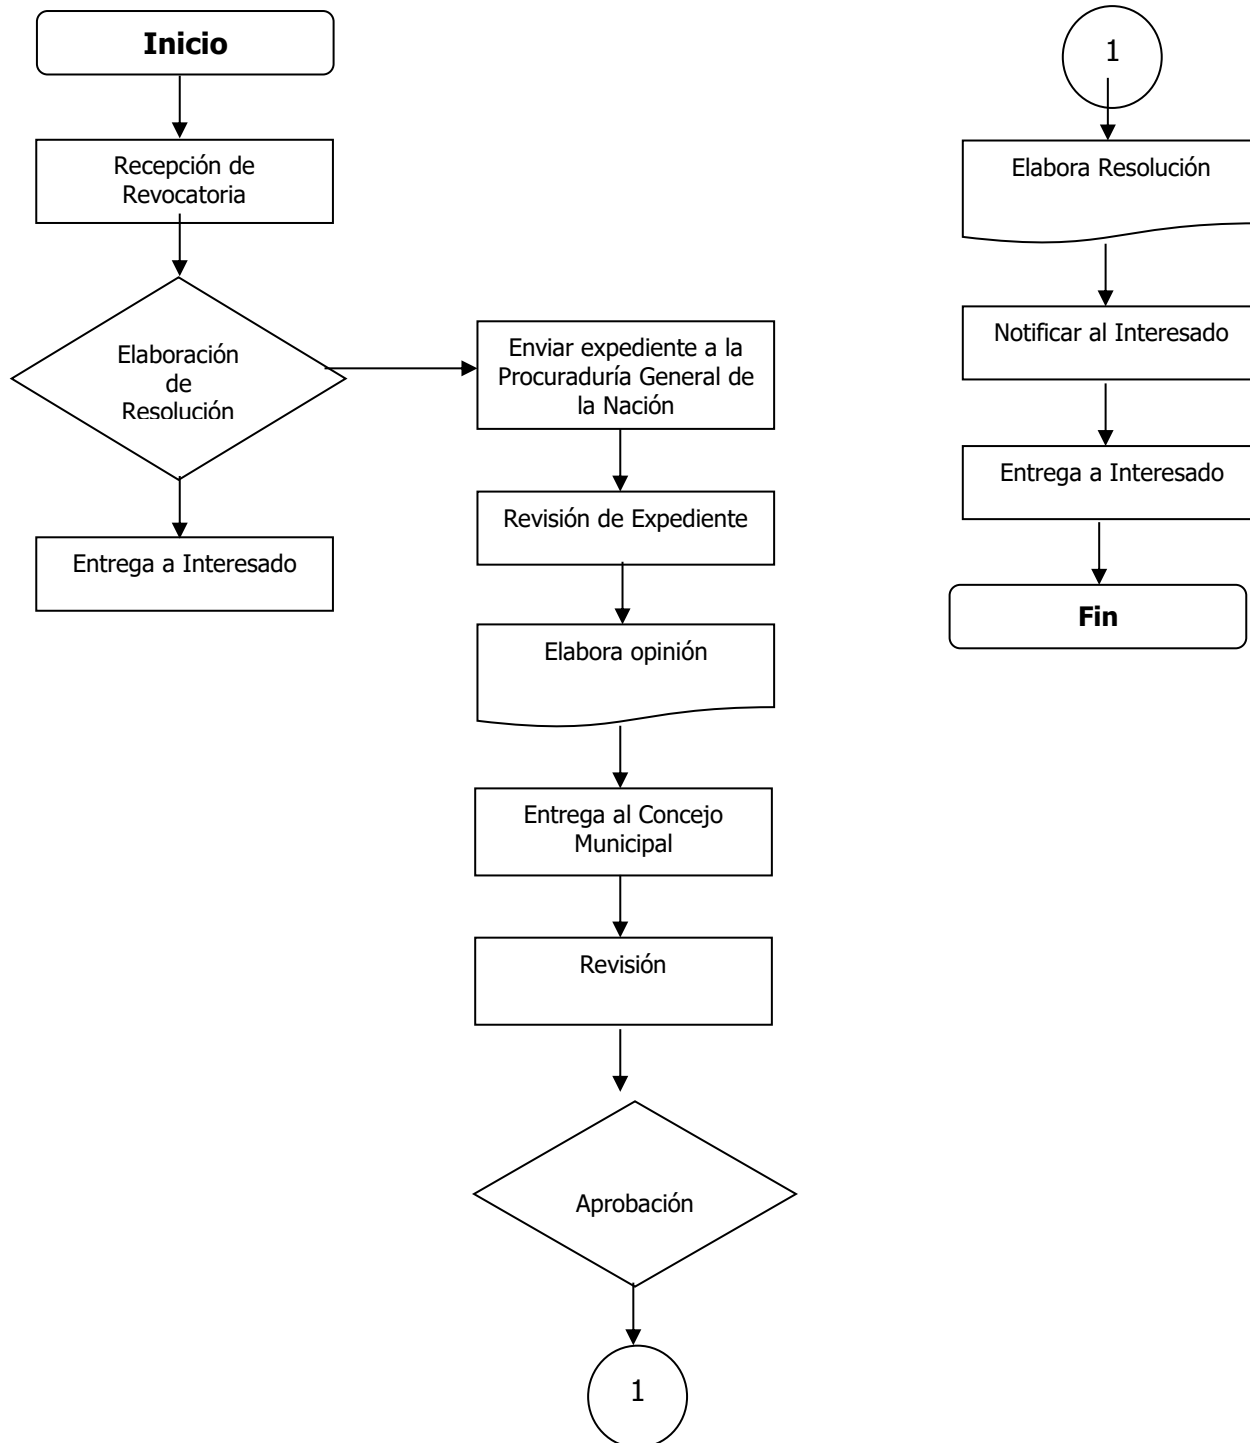 Inicio
Recepción de
Revocatoria
Elaboración
de
Resolución
Entrega a Interesado
Enviar expediente a la
Procuraduría General de
la Nación
Revisión de Expediente
Elabora opinión
Entrega al Concejo
Municipal
Revisión
Aprobación
1
1
Elabora Resolución
Notificar al Interesado
Entrega a Interesado
Fin